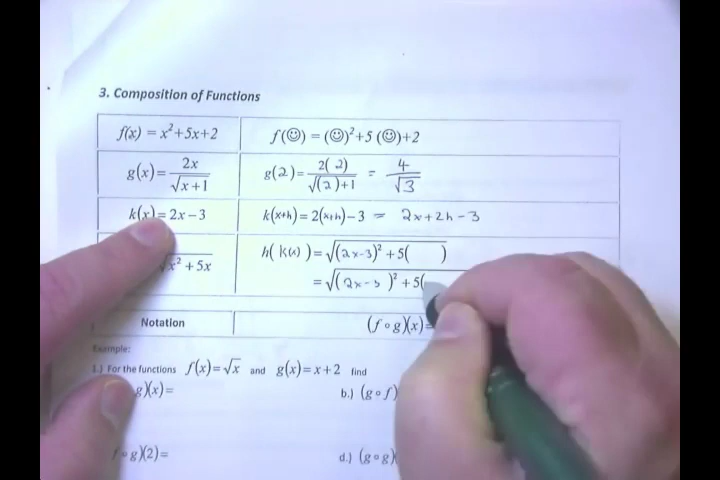 3. Composition of Functions
f(x) = x²+5x+2 f(☺) = (☺)²+5(☺)+2
g(x) = 2x/√(x+1) g(2) = 2(2)/√((2)+1) = 4/√3
k(x) = 2x−3 k(x+h) = 2(x+h)−3 = 2x+2h−3
√(x²+5x) h( k(x) ) = √((2x−3)² + 5( ))
= √((2x−3)² + 5(
Notation (f∘g)(x)=
Example:
1.) For the functions f(x)=√x and g(x)=x+2 find
g)(x)= b.) (g∘f)
f∘g)(2)= d.) (g∘g)